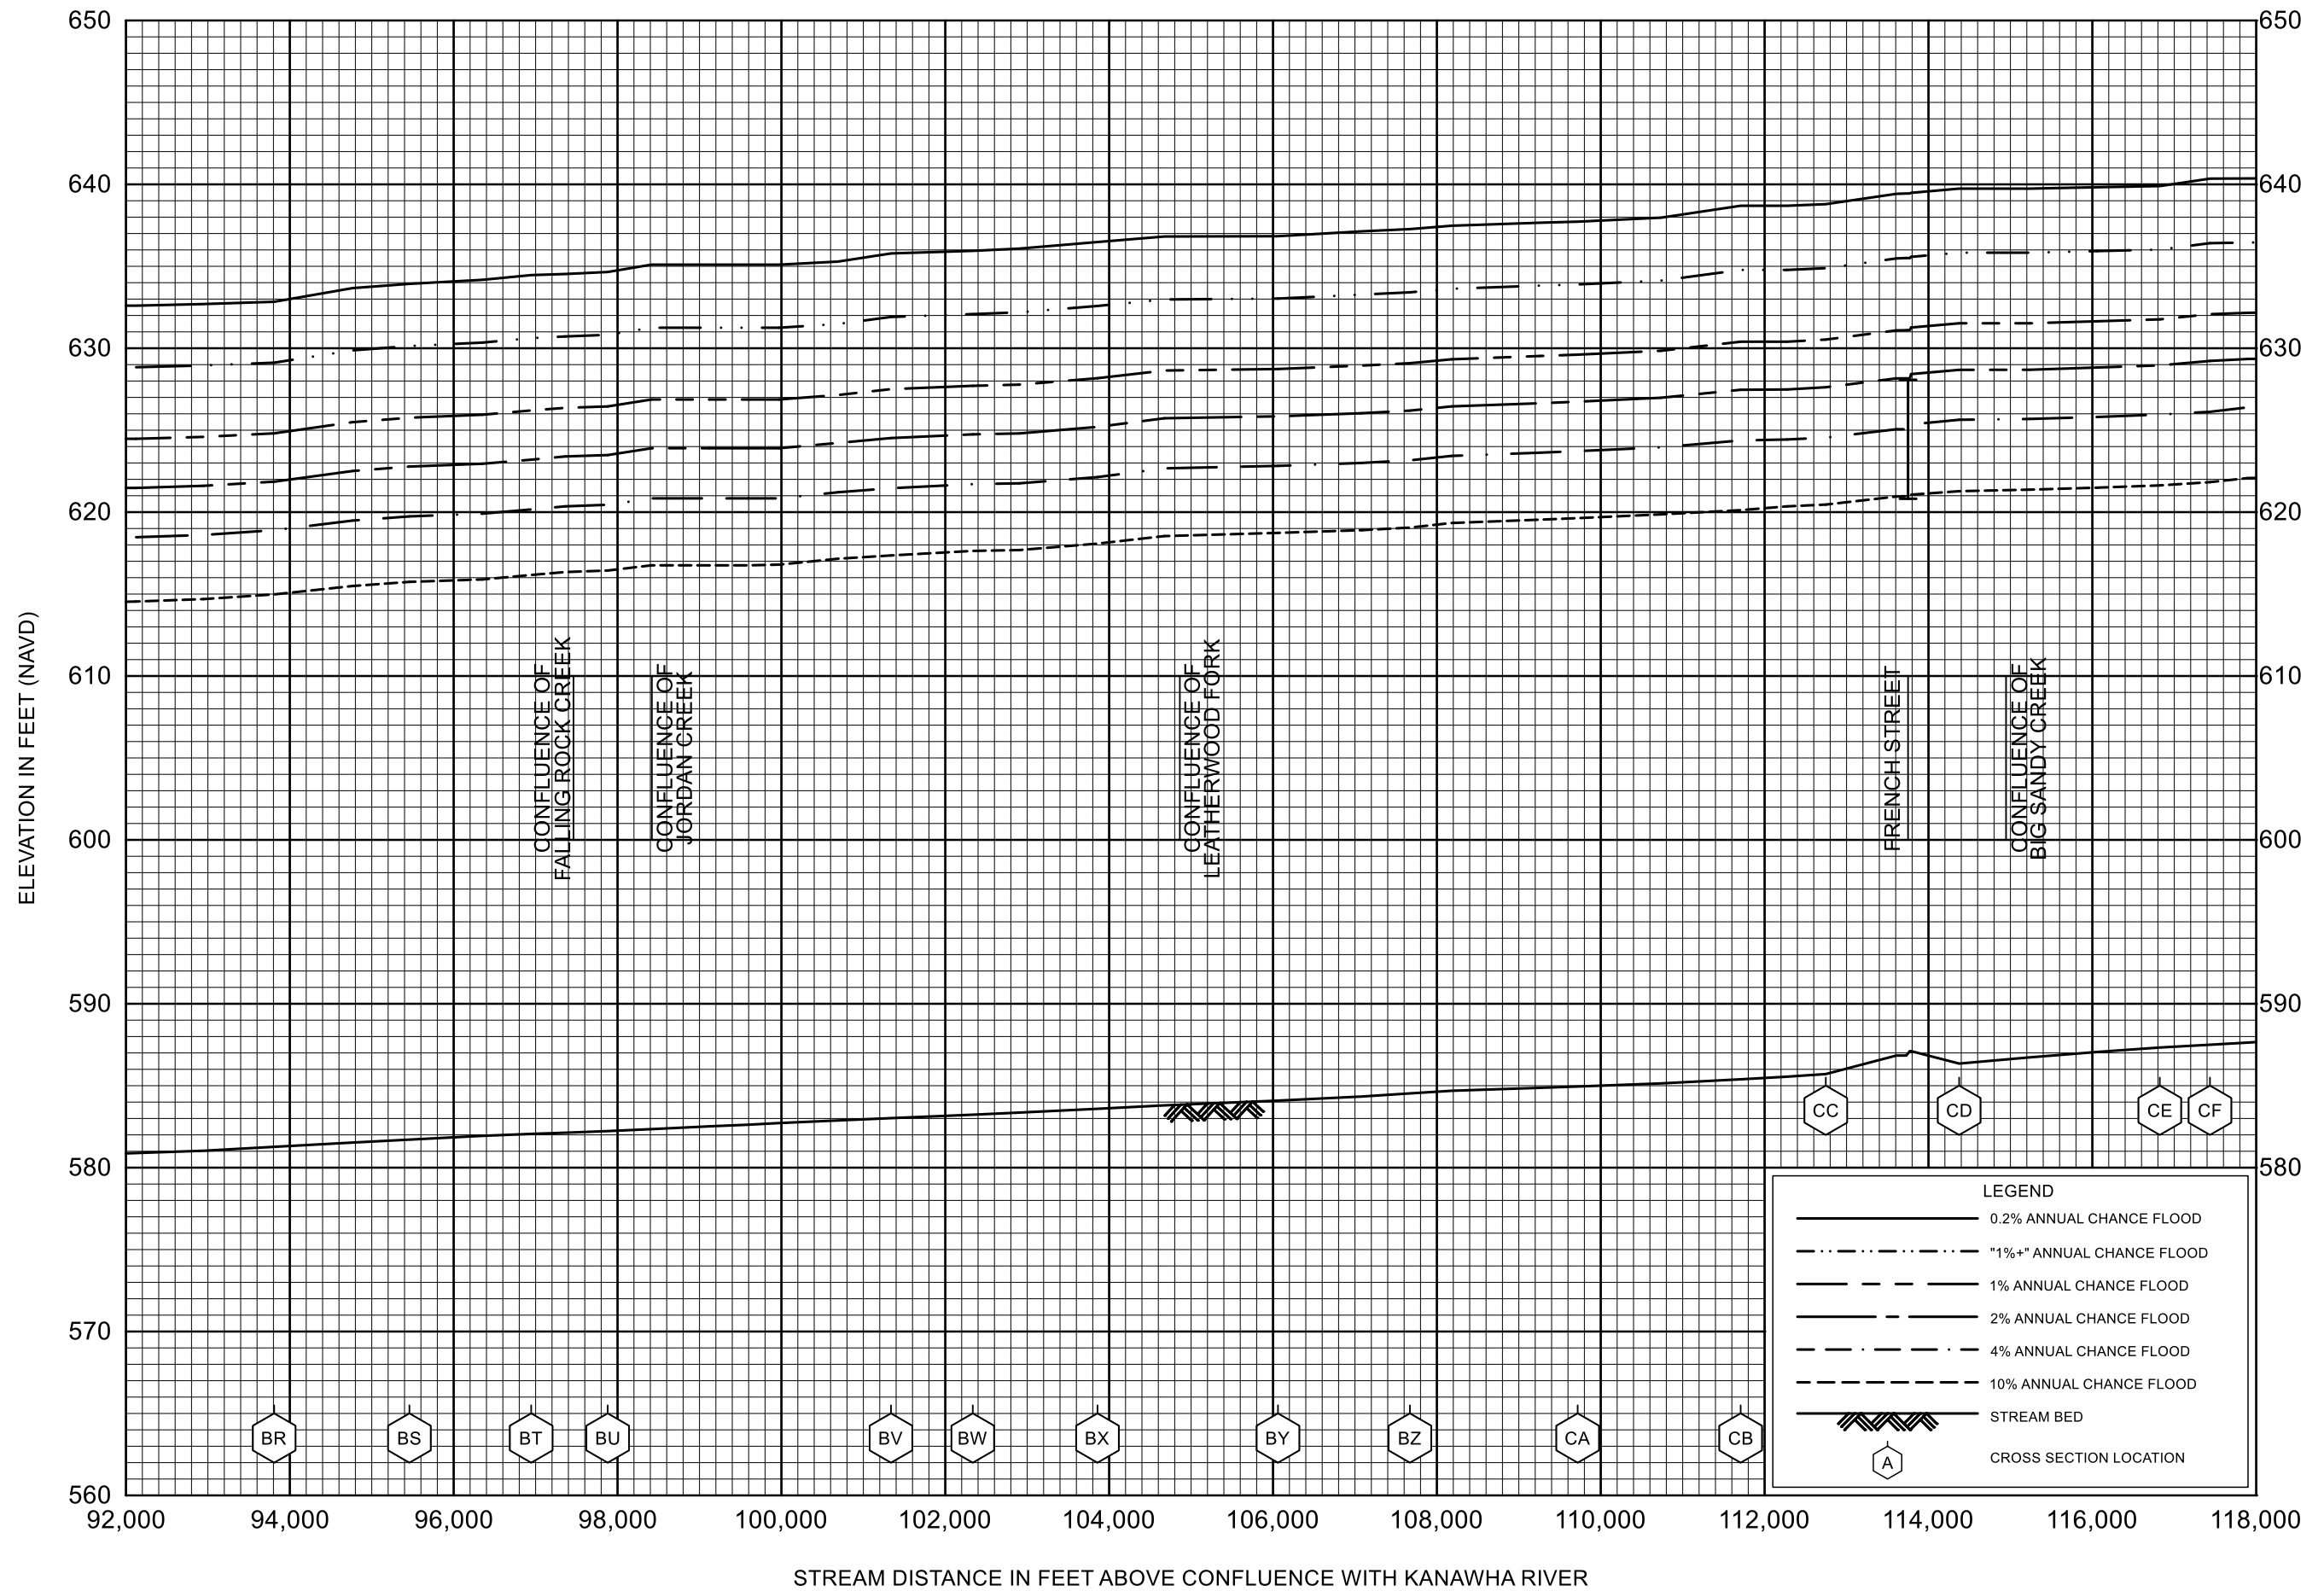 650
640
630
620
610
600
590
580
570
560
650
640
630
620
610
600
590
580
ELEVATION IN FEET (NAVD)
CONFLUENCE OF
FALLING ROCK CREEK
CONFLUENCE OF
JORDAN CREEK
CONFLUENCE OF
LEATHERWOOD FORK
FRENCH STREET
CONFLUENCE OF
BIG SANDY CREEK
CC
CD
CE
CF
BR
BS
BT
BU
BV
BW
BX
BY
BZ
CA
CB
LEGEND
0.2% ANNUAL CHANCE FLOOD
"1%+" ANNUAL CHANCE FLOOD
1% ANNUAL CHANCE FLOOD
2% ANNUAL CHANCE FLOOD
4% ANNUAL CHANCE FLOOD
10% ANNUAL CHANCE FLOOD
STREAM BED
A
CROSS SECTION LOCATION
92,000
94,000
96,000
98,000
100,000
102,000
104,000
106,000
108,000
110,000
112,000
114,000
116,000
118,000
STREAM DISTANCE IN FEET ABOVE CONFLUENCE WITH KANAWHA RIVER